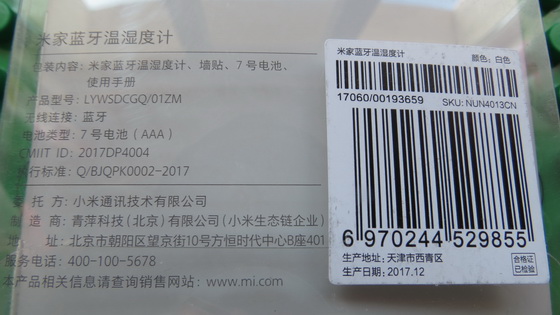 米家蓝牙温湿度计
包装内容：米家蓝牙温湿度计、墙贴、7号电池、
使用手册
产品型号：LYWSDCGQ/01ZM
无线连接：蓝牙
电池类型：7号电池（AAA）
CMIIT ID：2017DP4004
执行标准：Q/BJQPK0002-2017
委 托 方：小米通讯技术有限公司
制 造 商：青萍科技（北京）有限公司（小米生态链企业）
地 址：北京市朝阳区望京街10号方恒时代中心B座401
服务电话：400-100-5678
本产品相关信息请查询销售网站：www.mi.com
米家蓝牙温湿度计 颜色：白色
17060/00193659 SKU: NUN4013CN
6 970244 529855
生产地址：天津市西青区
生产日期：2017.12
合格证
已检验